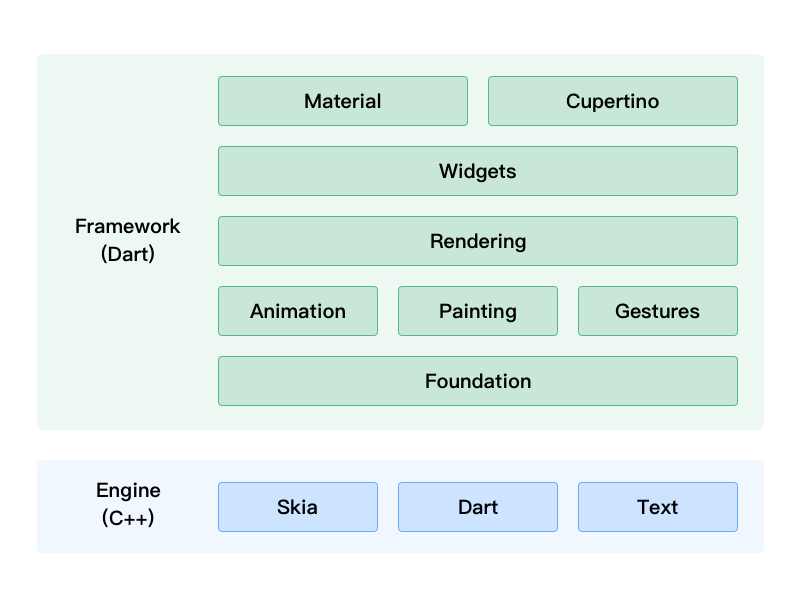 Material
Cupertino
Widgets
Framework
(Dart)
Rendering
Animation
Painting
Gestures
Foundation
Engine
(C++)
Skia
Dart
Text